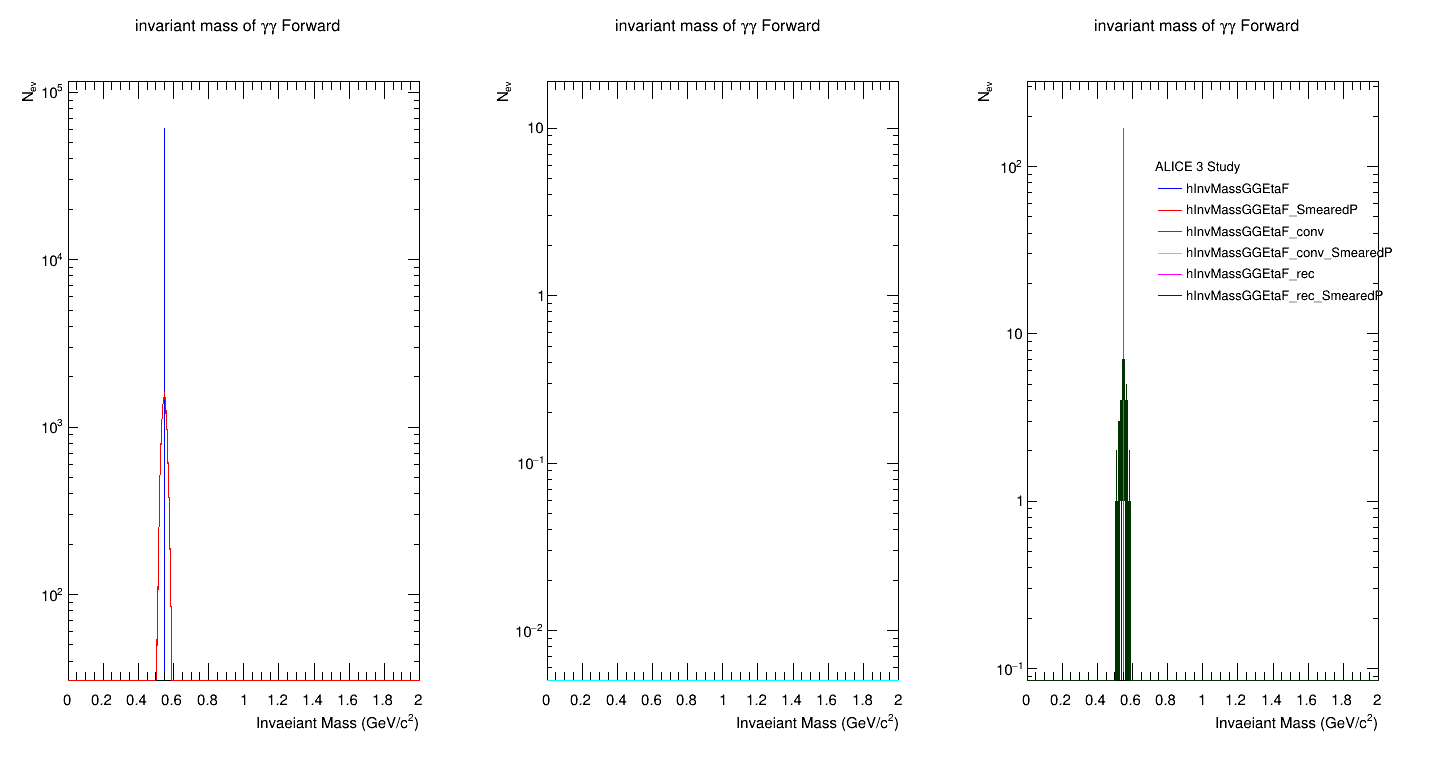 invariant mass of γγ Forward
N_ev
10^5
10^4
10^3
10^2
0 0.2 0.4 0.6 0.8 1 1.2 1.4 1.6 1.8 2
Invaeiant Mass (GeV/c^2)
invariant mass of γγ Forward
N_ev
10
1
10^−1
10^−2
0 0.2 0.4 0.6 0.8 1 1.2 1.4 1.6 1.8 2
Invaeiant Mass (GeV/c^2)
invariant mass of γγ Forward
N_ev
10^2
10
1
10^−1
ALICE 3 Study
hInvMassGGEtaF
hInvMassGGEtaF_SmearedP
hInvMassGGEtaF_conv
hInvMassGGEtaF_conv_SmearedP
hInvMassGGEtaF_rec
hInvMassGGEtaF_rec_SmearedP
0 0.2 0.4 0.6 0.8 1 1.2 1.4 1.6 1.8 2
Invaeiant Mass (GeV/c^2)